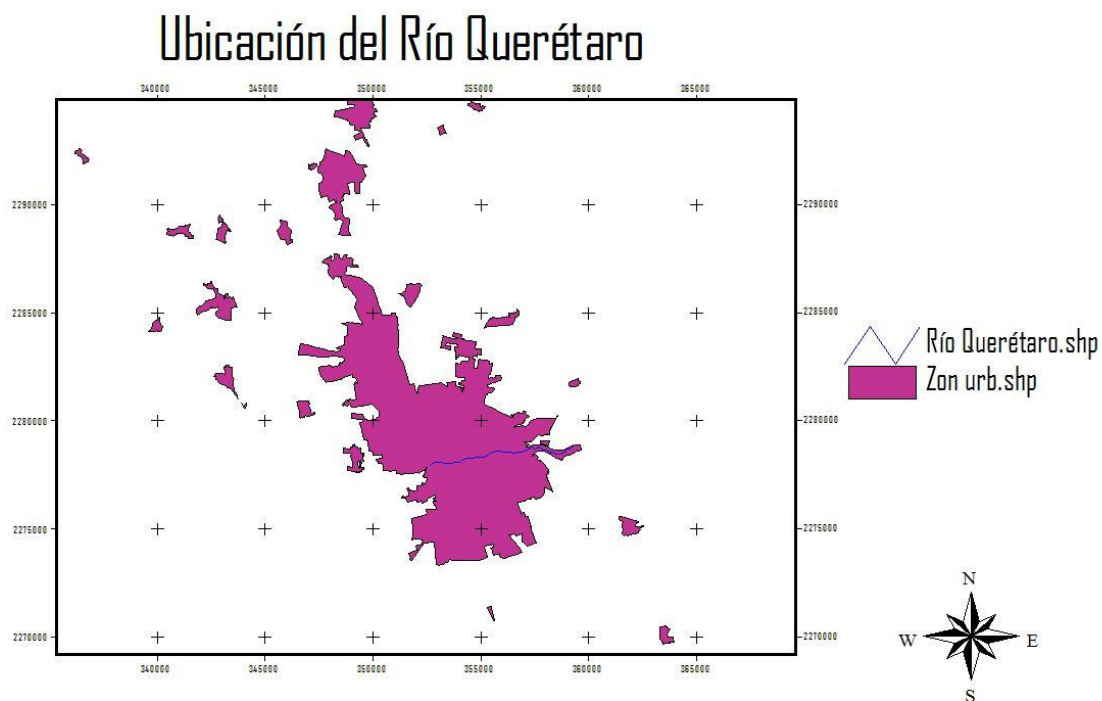 Ubicación del Río Querétaro
340000 345000 350000 355000 360000 365000
2290000 2290000
2285000 2285000
Río Querétaro.shp
Zon urb.shp
2280000 2280000
2275000 2275000
2270000 2270000
340000 345000 350000 355000 360000 365000
N
W E
S